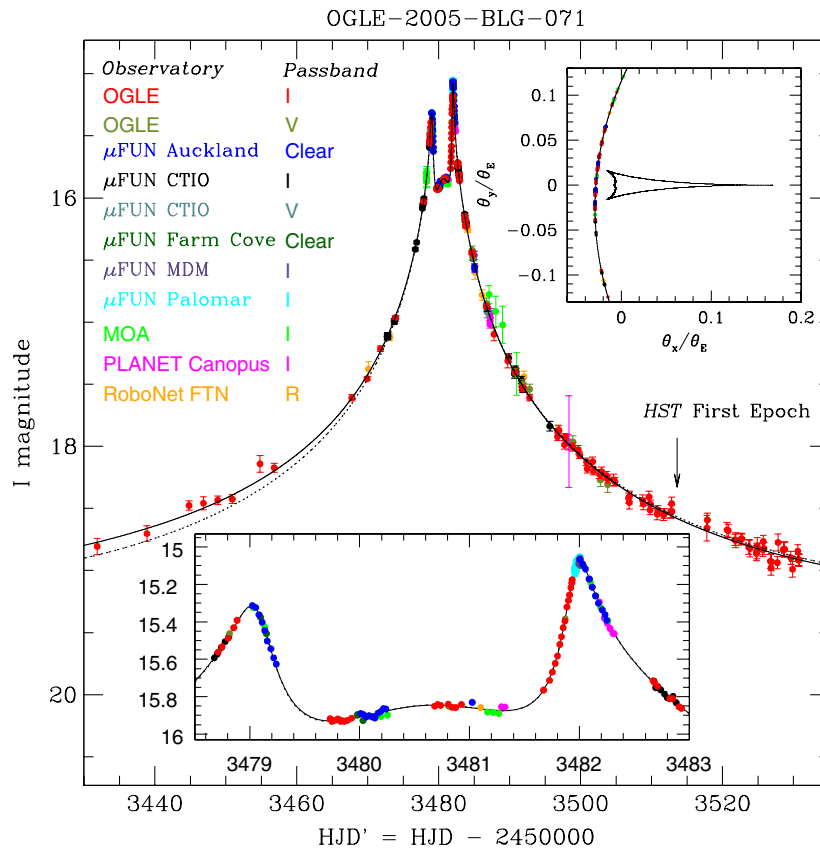 OGLE-2005-BLG-071
Observatory Passband
OGLE I
OGLE V
μFUN Auckland Clear
μFUN CTIO I
μFUN CTIO V
μFUN Farm Cove Clear
μFUN MDM I
μFUN Palomar I
MOA I
PLANET Canopus I
RoboNet FTN R
0.1
0.05
0
-0.05
-0.1
θy/θE
0 0.1 0.2
θx/θE
HST First Epoch
16
18
20
I magnitude
15
15.2
15.4
15.6
15.8
16
3479 3480 3481 3482 3483
3440 3460 3480 3500 3520
HJD' = HJD - 2450000